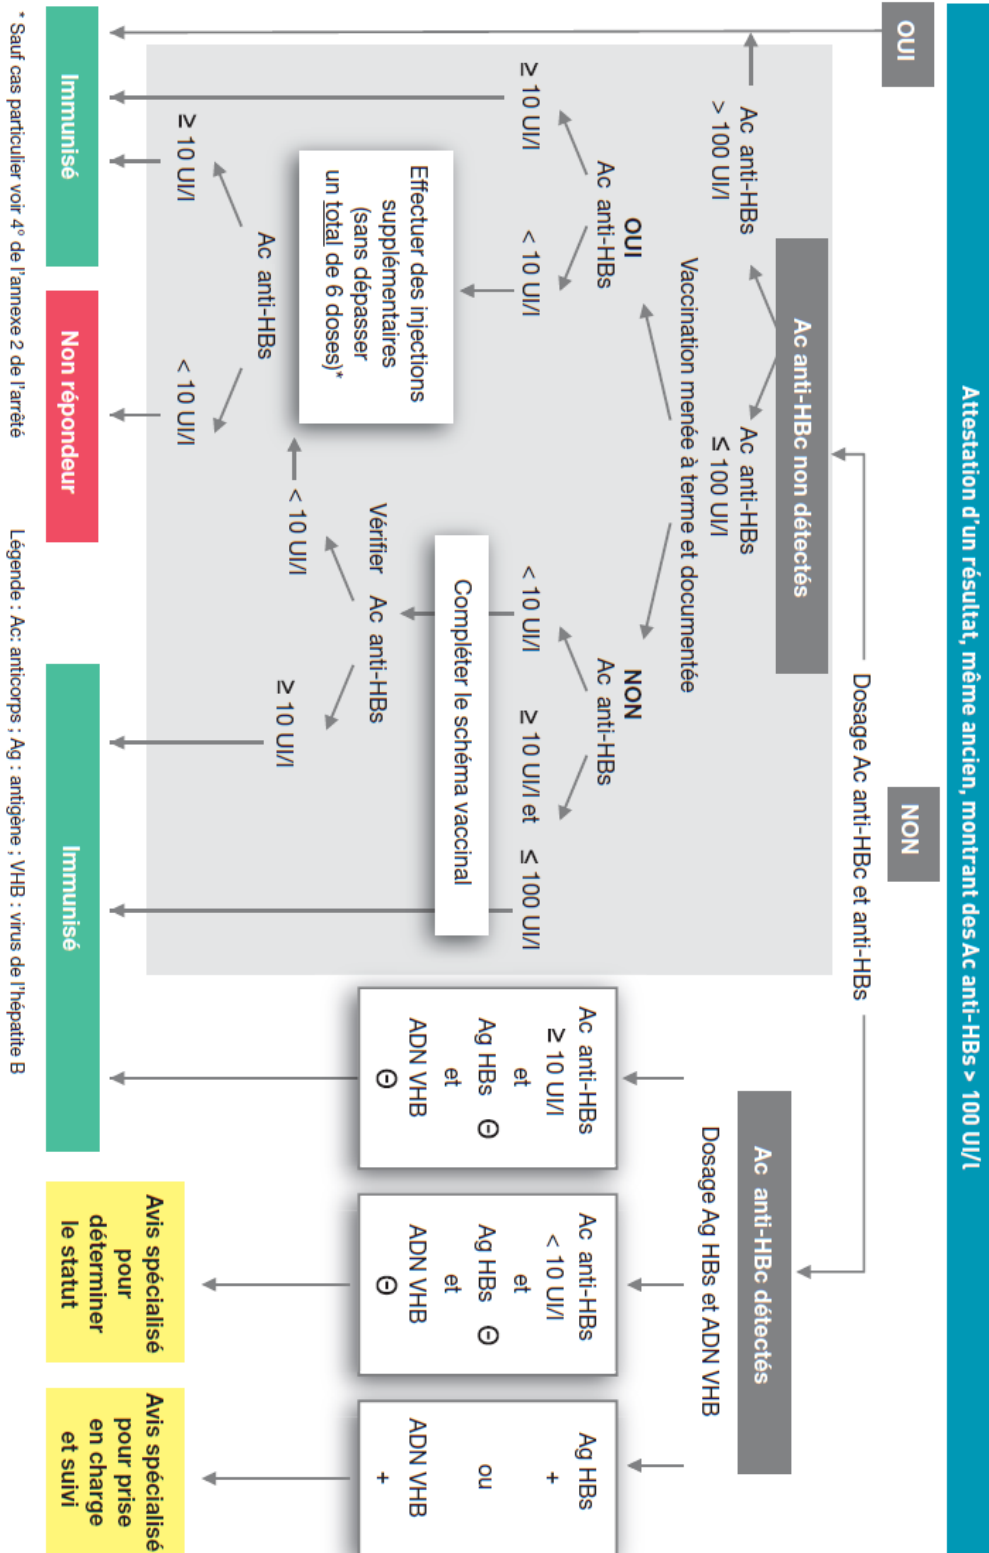 Attestation d'un résultat, même ancien, montrant des Ac anti-HBs > 100 UI/l
OUI
NON
Dosage Ac anti-HBc et anti-HBs
Ac anti-HBc non détectés
Ac anti-HBc détectés
Ac anti-HBs
> 100 UI/l
Ac anti-HBs
≤ 100 UI/l
Dosage Ag HBs et ADN VHB
Vaccination menée à terme et documentée
OUI
Ac anti-HBs
NON
Ac anti-HBs
≥ 10 UI/l
< 10 UI/l
< 10 UI/l
≥ 10 UI/l et ≤ 100 UI/l
Ac anti-HBs
≥ 10 UI/l
et
Ag HBs ⊖
et
ADN VHB
⊖
Ac anti-HBs
< 10 UI/l
et
Ag HBs ⊖
et
ADN VHB
⊖
Ag HBs
+
ou
ADN VHB
+
Effectuer des injections
supplémentaires
(sans dépasser
un total de 6 doses)*
Compléter le schéma vaccinal
Vérifier Ac anti-HBs
< 10 UI/l
≥ 10 UI/l
Ac anti-HBs
≥ 10 UI/l
< 10 UI/l
Immunisé
Non répondeur
Immunisé
Avis spécialisé
pour
déterminer
le statut
Avis spécialisé
pour prise
en charge
et suivi
* Sauf cas particulier voir 4° de l'annexe 2 de l'arrêté
Légende : Ac: anticorps ; Ag : antigène ; VHB : virus de l'hépatite B